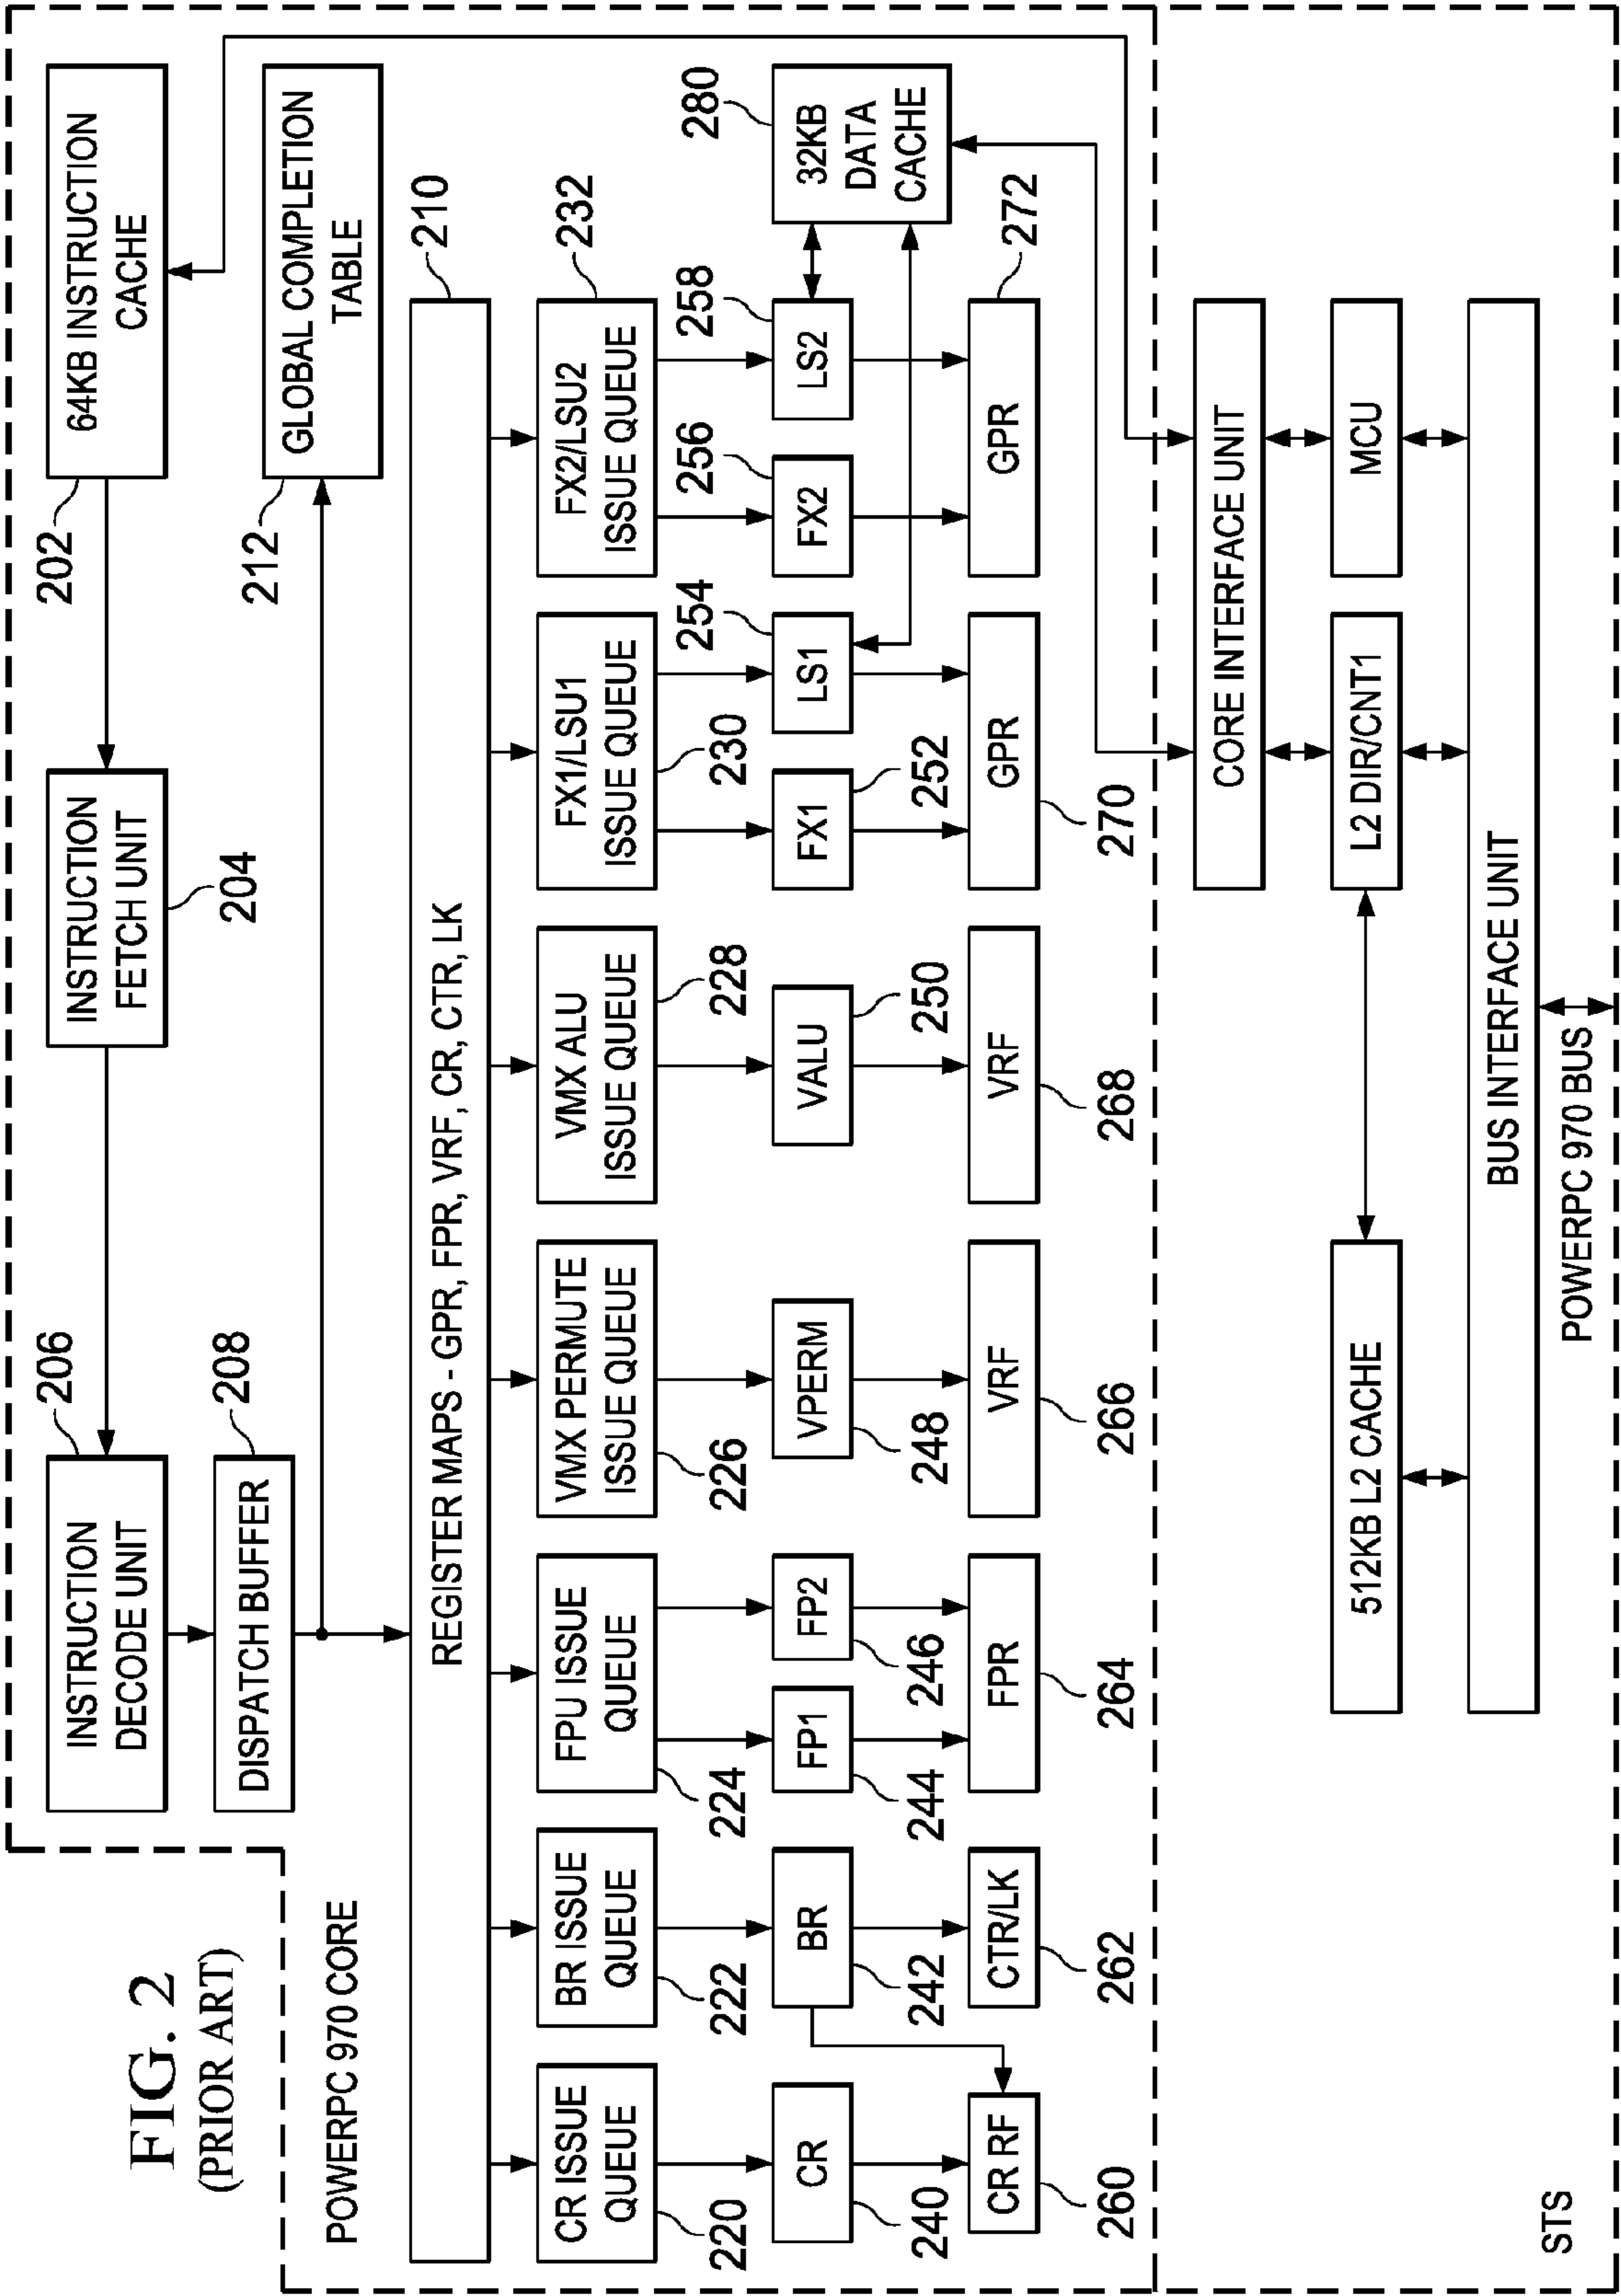 FIG. 2
(PRIOR ART)
206
INSTRUCTION
DECODE UNIT
INSTRUCTION
FETCH UNIT
204
202
64KB INSTRUCTION
CACHE
208
DISPATCH BUFFER
212
GLOBAL COMPLETION
TABLE
POWERPC 970 CORE
210
REGISTER MAPS - GPR, FPR, VRF, CR, CTR, LK
CR ISSUE
QUEUE
220
BR ISSUE
QUEUE
222
FPU ISSUE
QUEUE
224
VMX PERMUTE
ISSUE QUEUE
226
VMX ALU
ISSUE QUEUE
228
FX1/LSU1
ISSUE QUEUE
230
FX2/LSU2
ISSUE QUEUE
232
CR
240
BR
242
FP1
244
FP2
246
VPERM
248
VALU
250
FX1
252
LS1
254
FX2
256
LS2
258
32KB
DATA
CACHE
280
CR RF
260
CTR/LK
262
FPR
264
VRF
266
VRF
268
GPR
270
GPR
272
CORE INTERFACE UNIT
512KB L2 CACHE
L2 DIR/CNT1
MCU
BUS INTERFACE UNIT
STS
POWERPC 970 BUS